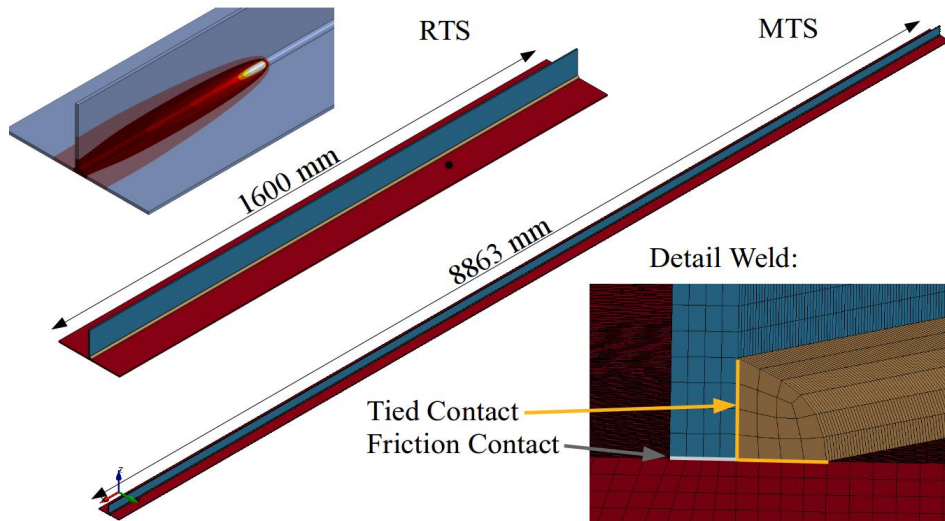 RTS
MTS
1600 mm
8863 mm
Detail Weld:
Tied Contact
Friction Contact
z